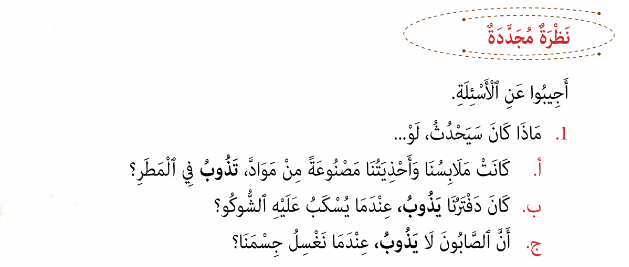 نَظْرَةٌ مُجَدَّدَةٌ
أَجِيبُوا عَنِ ٱلْأَسْئِلَةِ.
1. مَاذَا كَانَ سَيَحْدُثُ، لَوْ...
أ. كَانَتْ مَلَابِسُنَا وَأَحْذِيَتُنَا مَصْنُوعَةً مِنْ مَوَادَّ، تَذُوبُ فِي ٱلْمَطَرِ؟
ب. كَانَ دَفْتَرُنَا يَذُوبُ، عِنْدَمَا يُسْكَبُ عَلَيْهِ ٱلشُّوكُو؟
ج. أَنَّ ٱلصَّابُونَ لَا يَذُوبُ، عِنْدَمَا نَغْسِلُ جِسْمَنَا؟